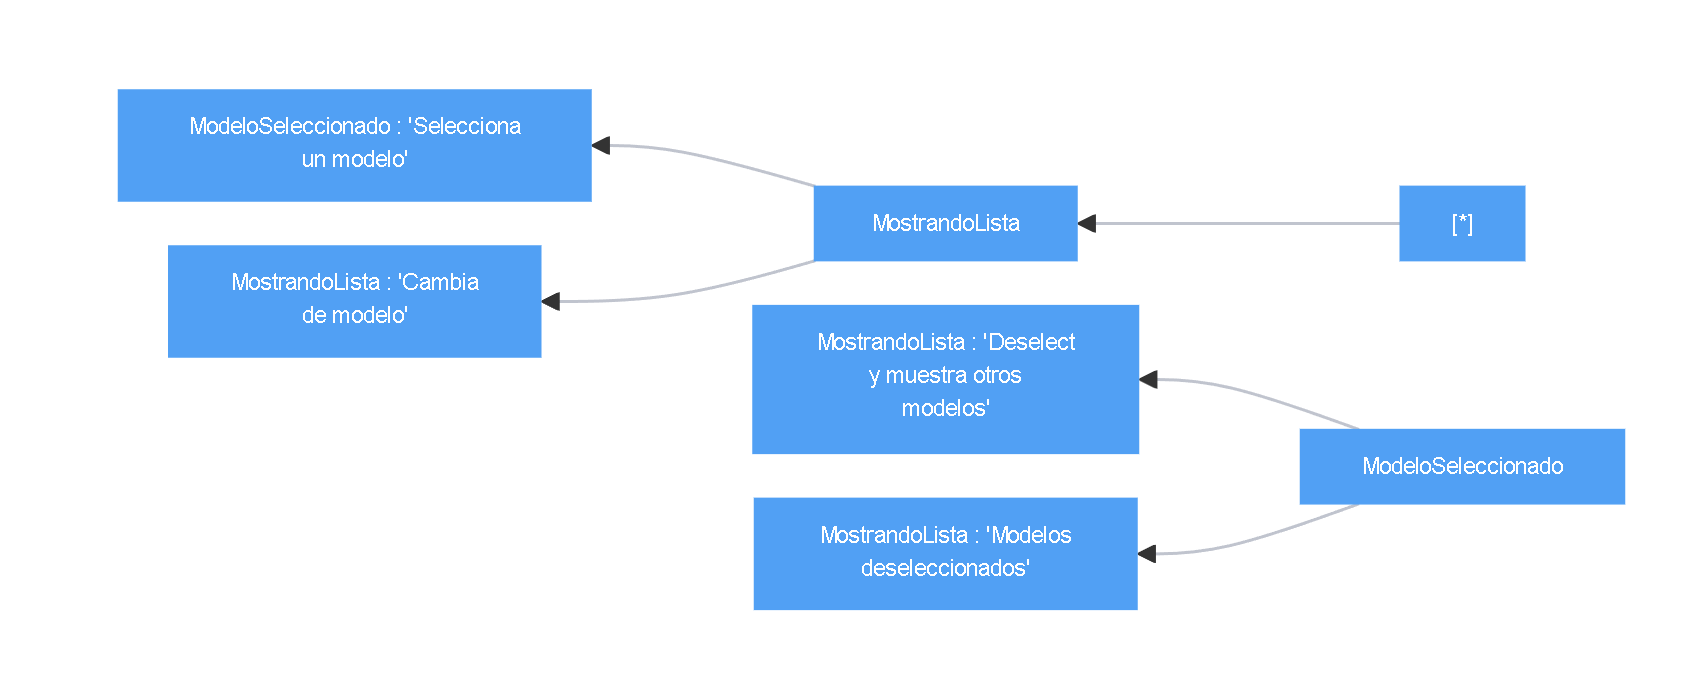 ModeloSeleccionado : 'Selecciona
un modelo'
MostrandoLista
[*]
MostrandoLista : 'Cambia
de modelo'
MostrandoLista : 'Deselect
y muestra otros
modelos'
ModeloSeleccionado
MostrandoLista : 'Modelos
deseleccionados'